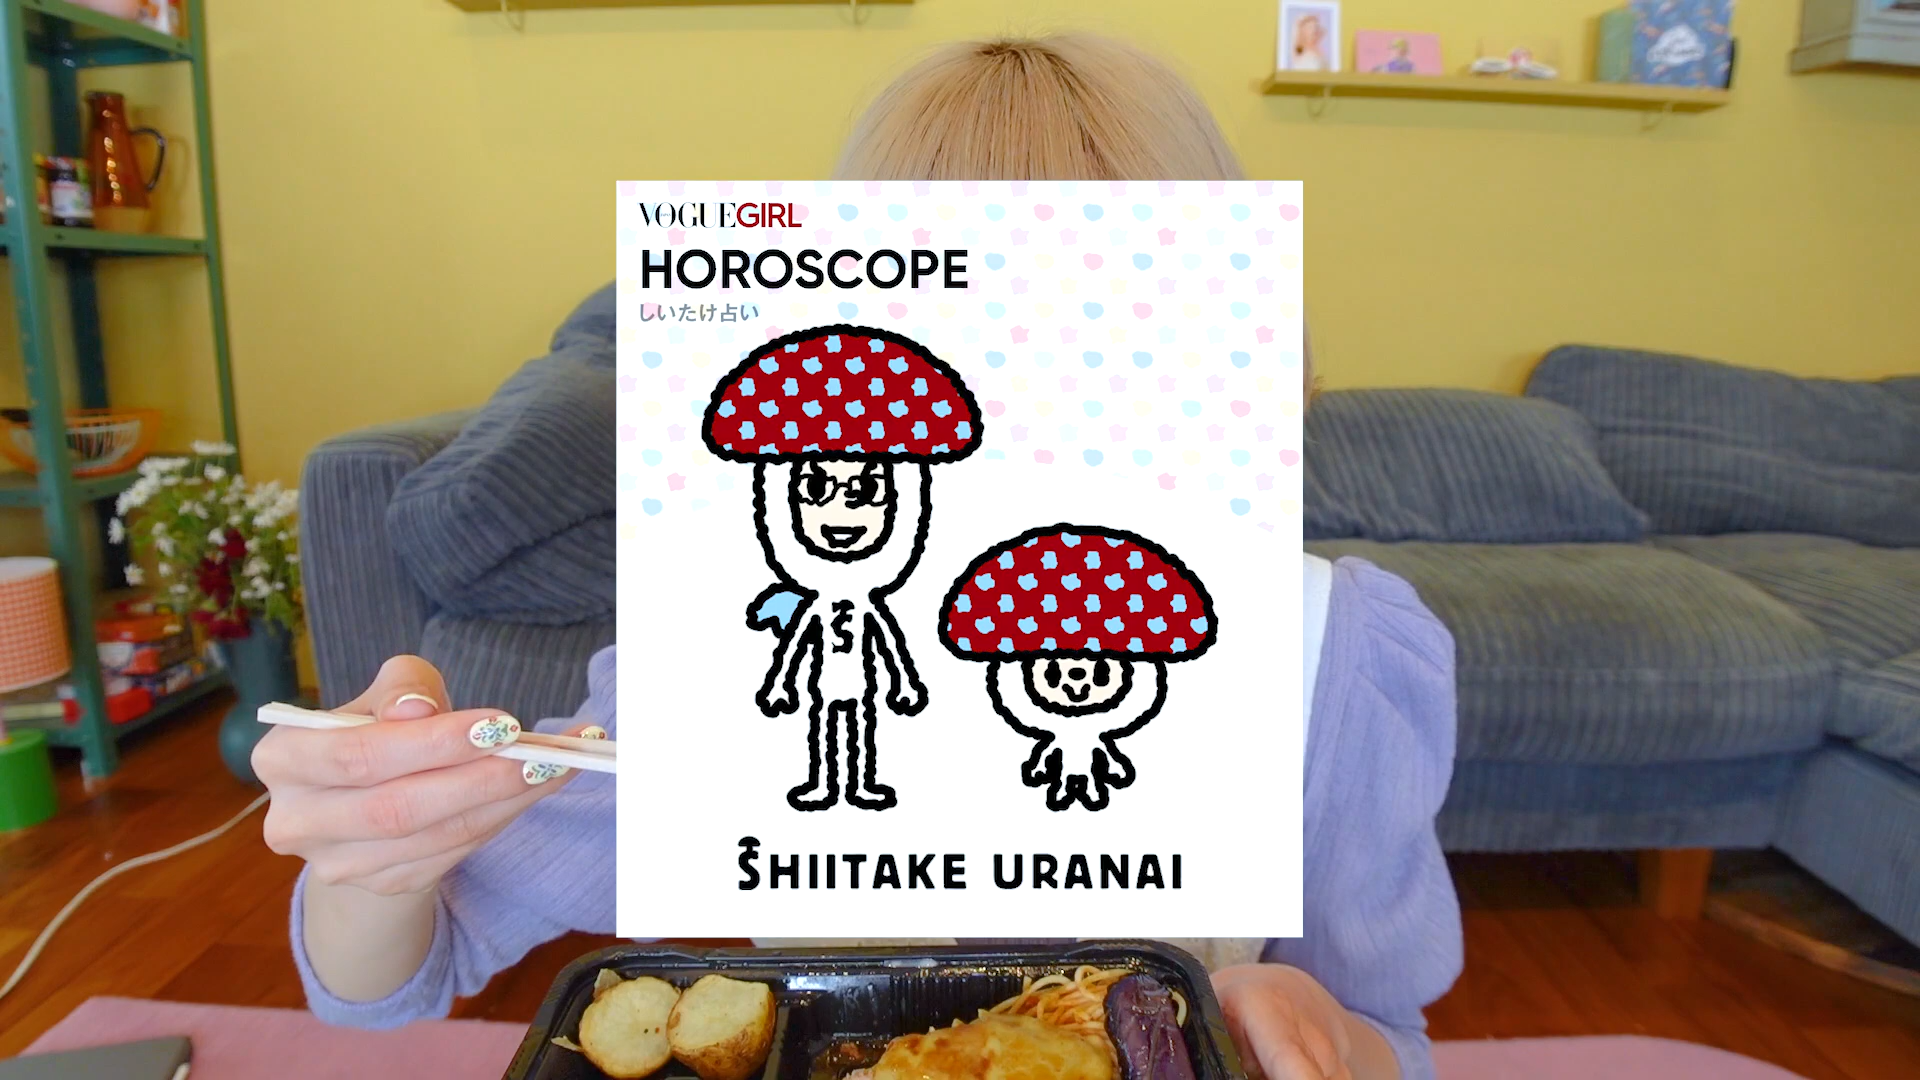 VOGUEGIRL
HOROSCOPE
しいたけ占い
S
SHIITAKE URANAI